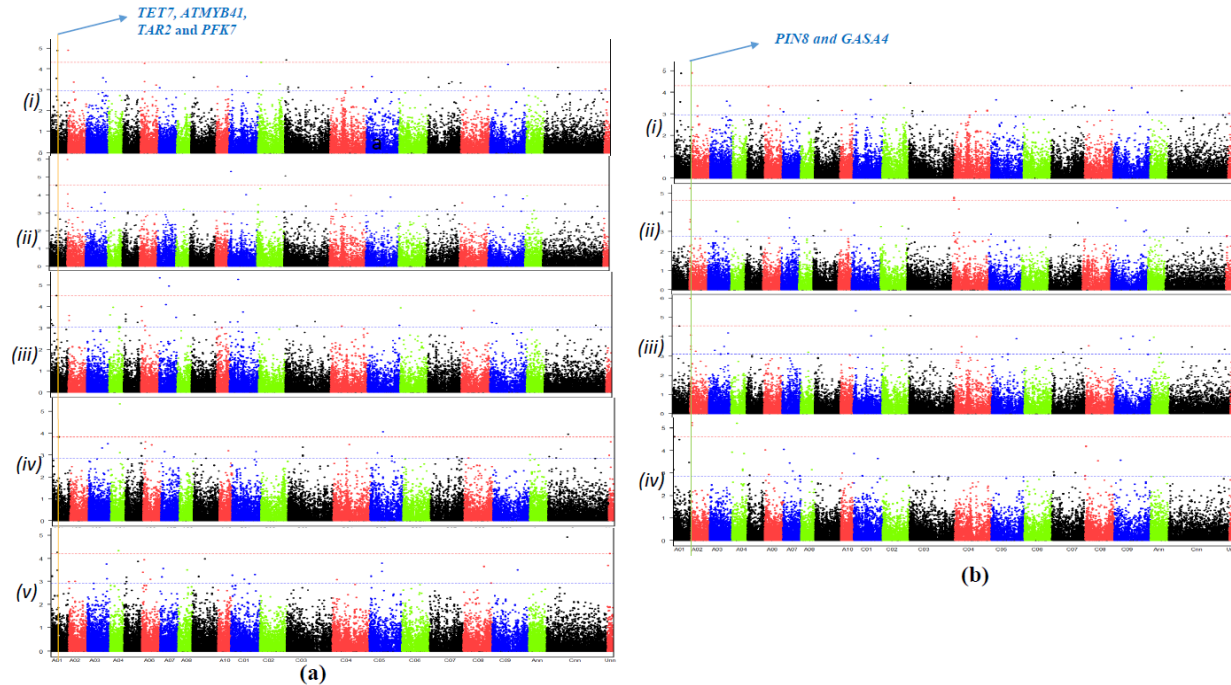 TET7, ATMYB41,
TAR2 and PFK7
PIN8 and GASA4
(i)
(ii)
(iii)
(iv)
(v)
A01 A02 A03 A04 A06 A07 A08 A10 C01 C02 C03 C04 C05 C06 C07 C08 C09 Ann Cnn Unn
(a)
(i)
(ii)
(iii)
(iv)
A01 A02 A03 A04 A06 A07 A08 A10 C01 C02 C03 C04 C05 C06 C07 C08 C09 Ann Cnn
(b)